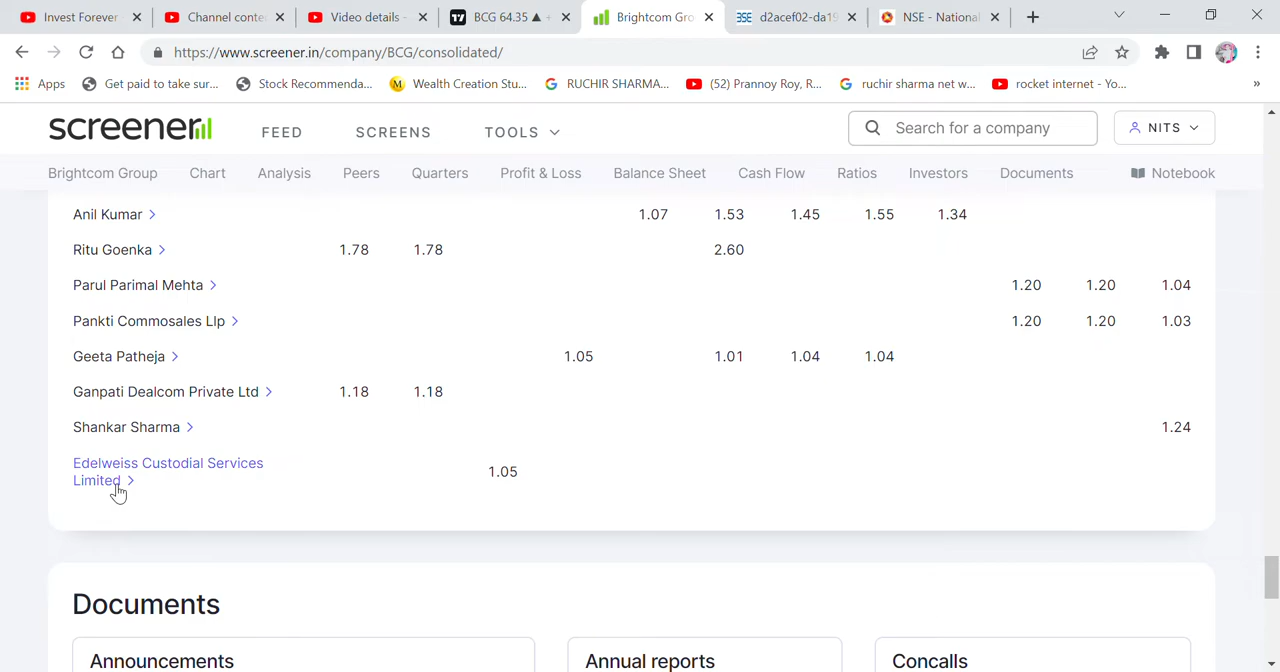 Invest Forever
Channel conte
Video details -
BCG 64.35 ▲ +
Brightcom Gro
d2acef02-da19
NSE - National
https://www.screener.in/company/BCG/consolidated/
Apps
Get paid to take sur...
Stock Recommenda...
Wealth Creation Stu...
RUCHIR SHARMA...
(52) Prannoy Roy, R...
ruchir sharma net w...
rocket internet - Yo...
»
screener
FEED
SCREENS
TOOLS
Search for a company
NITS
Brightcom Group
Chart
Analysis
Peers
Quarters
Profit & Loss
Balance Sheet
Cash Flow
Ratios
Investors
Documents
Notebook
Anil Kumar 1.07 1.53 1.45 1.55 1.34
Ritu Goenka 1.78 1.78 2.60
Parul Parimal Mehta 1.20 1.20 1.04
Pankti Commosales Llp 1.20 1.20 1.03
Geeta Patheja 1.05 1.01 1.04 1.04
Ganpati Dealcom Private Ltd 1.18 1.18
Shankar Sharma 1.24
Edelweiss Custodial Services
Limited 1.05
Documents
Announcements
Annual reports
Concalls